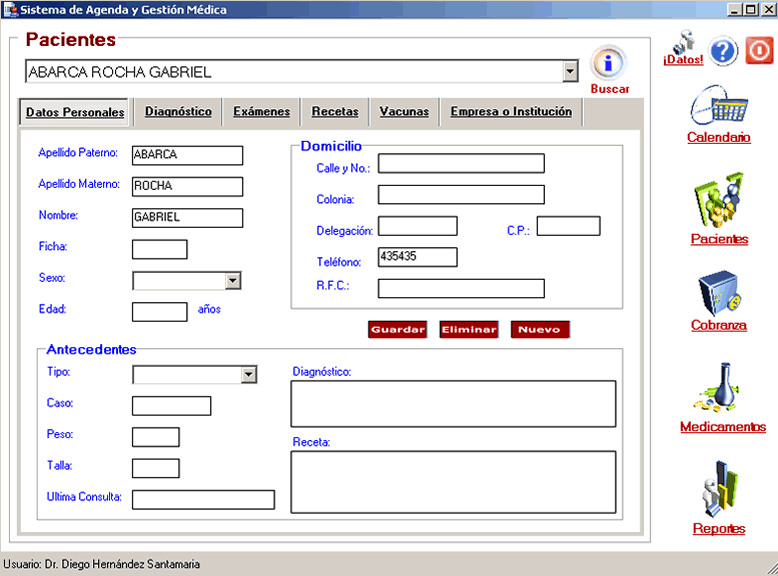 Sistema de Agenda y Gestión Médica
Pacientes
ABARCA ROCHA GABRIEL
Buscar
¡Datos!
Datos Personales Diagnóstico Exámenes Recetas Vacunas Empresa o Institución
Apellido Paterno: ABARCA
Apellido Materno: ROCHA
Nombre: GABRIEL
Ficha:
Sexo:
Edad: años
Domicilio
Calle y No.:
Colonia:
Delegación: C.P.:
Teléfono: 435435
R.F.C.:
Guardar Eliminar Nuevo
Antecedentes
Tipo:
Caso:
Peso:
Talla:
Ultima Consulta:
Diagnóstico:
Receta:
Calendario
Pacientes
Cobranza
Medicamentos
Reportes
Usuario: Dr. Diego Hernández Santamaria